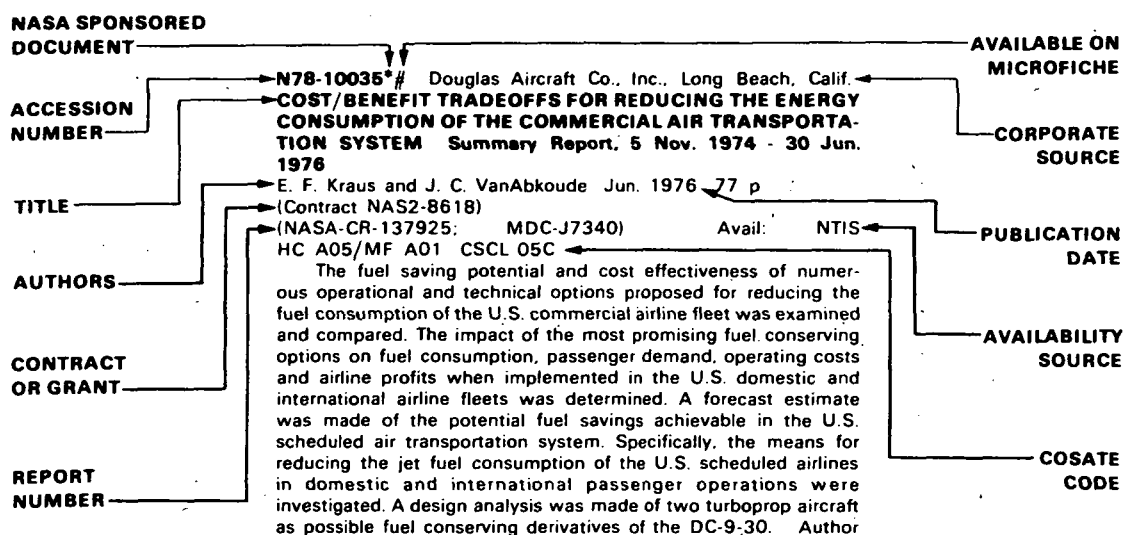 NASA SPONSORED
DOCUMENT
AVAILABLE ON
MICROFICHE
N78-10035*# Douglas Aircraft Co., Inc., Long Beach, Calif.
ACCESSION
NUMBER
COST/BENEFIT TRADEOFFS FOR REDUCING THE ENERGY
CONSUMPTION OF THE COMMERCIAL AIR TRANSPORTA-
TION SYSTEM Summary Report, 5 Nov. 1974 - 30 Jun.
1976
CORPORATE
SOURCE
TITLE
E. F. Kraus and J. C. VanAbkoude Jun. 1976 77 p
(Contract NAS2-8618)
(NASA-CR-137925; MDC-J7340) Avail: NTIS
HC A05/MF A01 CSCL 05C
PUBLICATION
DATE
AUTHORS
The fuel saving potential and cost effectiveness of numer-
ous operational and technical options proposed for reducing the
fuel consumption of the U.S. commercial airline fleet was examined
and compared. The impact of the most promising fuel conserving
options on fuel consumption, passenger demand, operating costs
and airline profits when implemented in the U.S. domestic and
international airline fleets was determined. A forecast estimate
was made of the potential fuel savings achievable in the U.S.
scheduled air transportation system. Specifically, the means for
reducing the jet fuel consumption of the U.S. scheduled airlines
in domestic and international passenger operations were
investigated. A design analysis was made of two turboprop aircraft
as possible fuel conserving derivatives of the DC-9-30. Author
AVAILABILITY
SOURCE
CONTRACT
OR GRANT
COSATE
CODE
REPORT
NUMBER